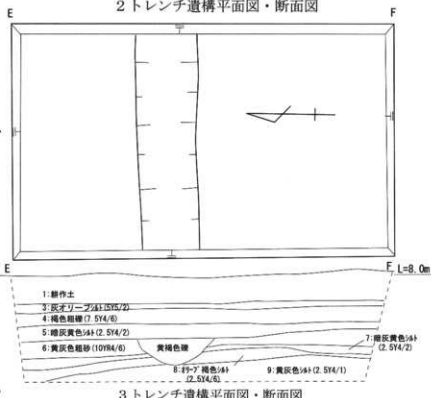 2トレンチ遺構平面図・断面図
E
F
E
F
L=8.0m
1:耕作土
3:灰オリーブシルト(5Y5/2)
4:褐色粗礫(7.5Y4/6)
5:暗灰黄色シルト(2.5Y4/2)
6:黄灰色粗砂(10YR4/6)
黄褐色礫
7:暗灰黄色シルト
(2.5Y4/2)
8:オリーブ褐色シルト
(2.5Y4/6)
9:黄灰色シルト(2.5Y4/1)
3トレンチ遺構平面図・断面図